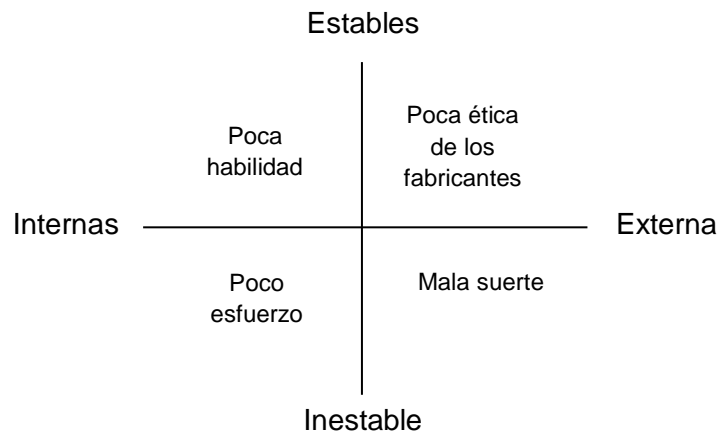 Estables
Poca
habilidad
Poca ética
de los
fabricantes
Internas
Externa
Poco
esfuerzo
Mala suerte
Inestable